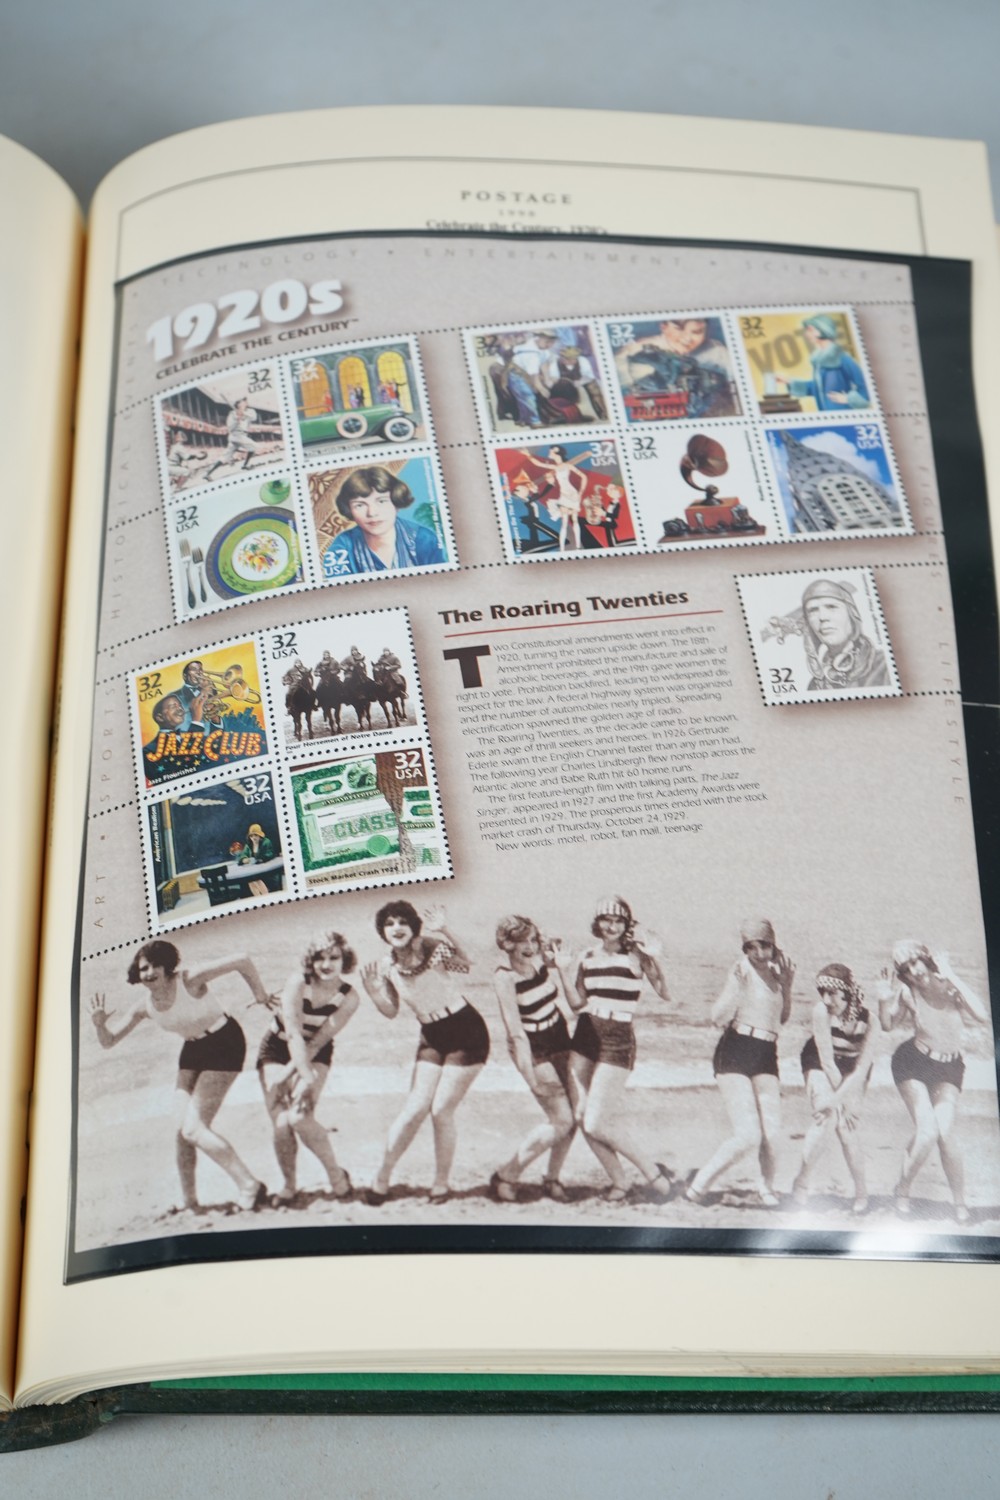 POSTAGE
1998
Celebrate the Century, 1920's
TECHNOLOGY • ENTERTAINMENT • SCIENCE •
POLITICAL FIGURES • LIFESTYLE
ART • SPORTS • HISTORICAL EVENTS
1920s
CELEBRATE THE CENTURY™
32
USA
32
USA
32
USA
32
USA
32
USA
32
USA
32
USA
VOTE
32
USA
32
USA
32
USA
The Roaring Twenties
Two Constitutional amendments went into effect in
1920, turning the nation upside down. The 18th
Amendment prohibited the manufacture and sale of
alcoholic beverages, and the 19th gave women the
right to vote. Prohibition backfired, leading to widespread dis-
respect for the law. A federal highway system was organized
and the number of automobiles nearly tripled. Spreading
electrification spawned the golden age of radio.
The Roaring Twenties, as the decade came to be known,
was an age of thrill seekers and heroes. In 1926 Gertrude
Ederle swam the English Channel faster than any man had.
The following year Charles Lindbergh flew nonstop across the
Atlantic alone and Babe Ruth hit 60 home runs.
The first feature-length film with talking parts, The Jazz
Singer, appeared in 1927 and the first Academy Awards were
presented in 1929. The prosperous times ended with the stock
market crash of Thursday, October 24, 1929.
New words: motel, robot, fan mail, teenage
32
USA
32
USA
JAZZ CLUB
Jazz Flourishes
32
USA
Four Horsemen of Notre Dame
32
USA
American Realism
32
USA
CLASS
A
Stock Market Crash 1929